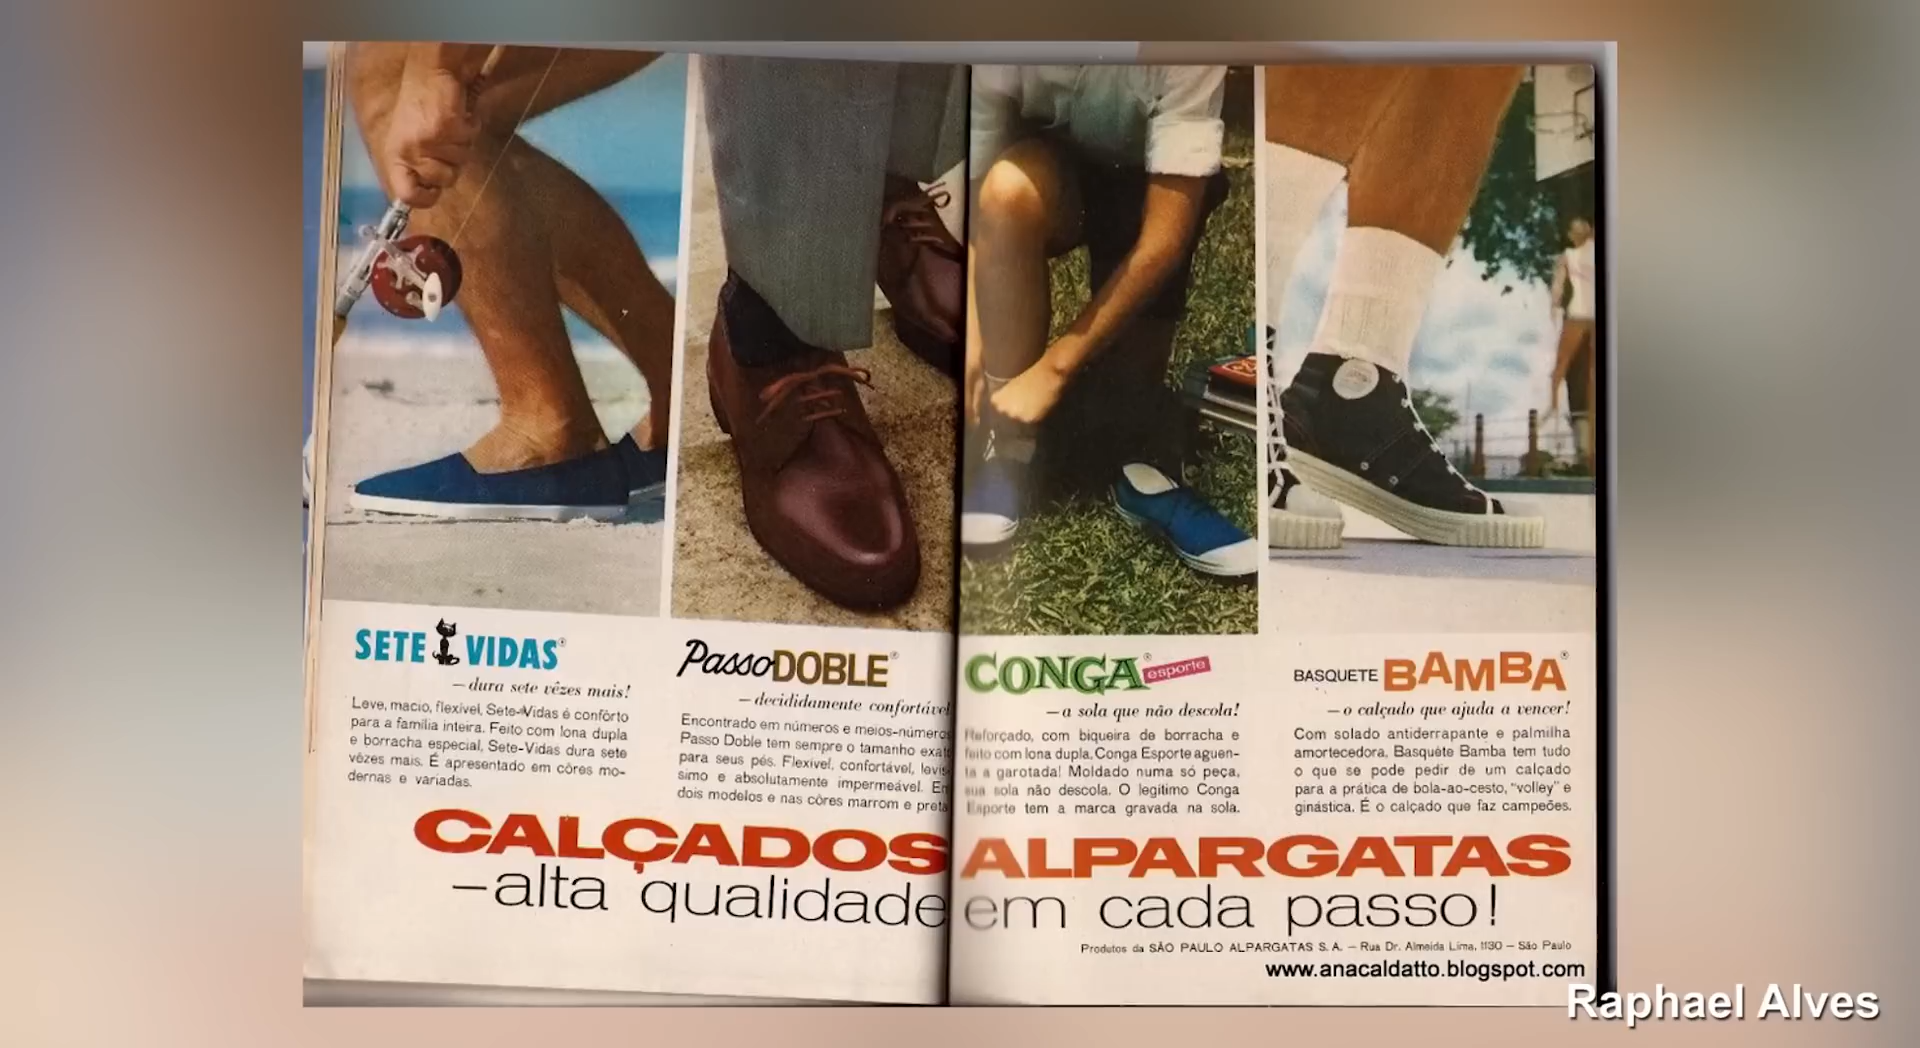 SETE VIDAS®
—dura sete vêzes mais!
Leve, macio, flexível, Sete-Vidas é confôrto
para a família inteira. Feito com lona dupla
e borracha especial, Sete-Vidas dura sete
vêzes mais. É apresentado em côres mo-
dernas e variadas.
Passo DOBLE®
—decididamente confortável
Encontrado em números e meios-números
Passo Doble tem sempre o tamanho exato
para seus pés. Flexível, confortável, levís-
simo e absolutamente impermeável. Em
dois modelos e nas côres marrom e preta
CONGA® esporte
—a sola que não descola!
Reforçado, com biqueira de borracha e
feito com lona dupla, Conga Esporte aguen-
ta a garotada! Moldado numa só peça,
sua sola não descola. O legítimo Conga
Esporte tem a marca gravada na sola.
BASQUETE BAMBA®
—o calçado que ajuda a vencer!
Com solado antiderrapante e palmilha
amortecedora, Basquete Bamba tem tudo
o que se pode pedir de um calçado
para a prática de bola-ao-cesto, "volley" e
ginástica. É o calçado que faz campeões.
CALÇADOS ALPARGATAS
—alta qualidade em cada passo!
Produtos da SÃO PAULO ALPARGATAS S. A. — Rua Dr. Almeida Lima, 1130 — São Paulo
www.anacaldatto.blogspot.com
Raphael Alves